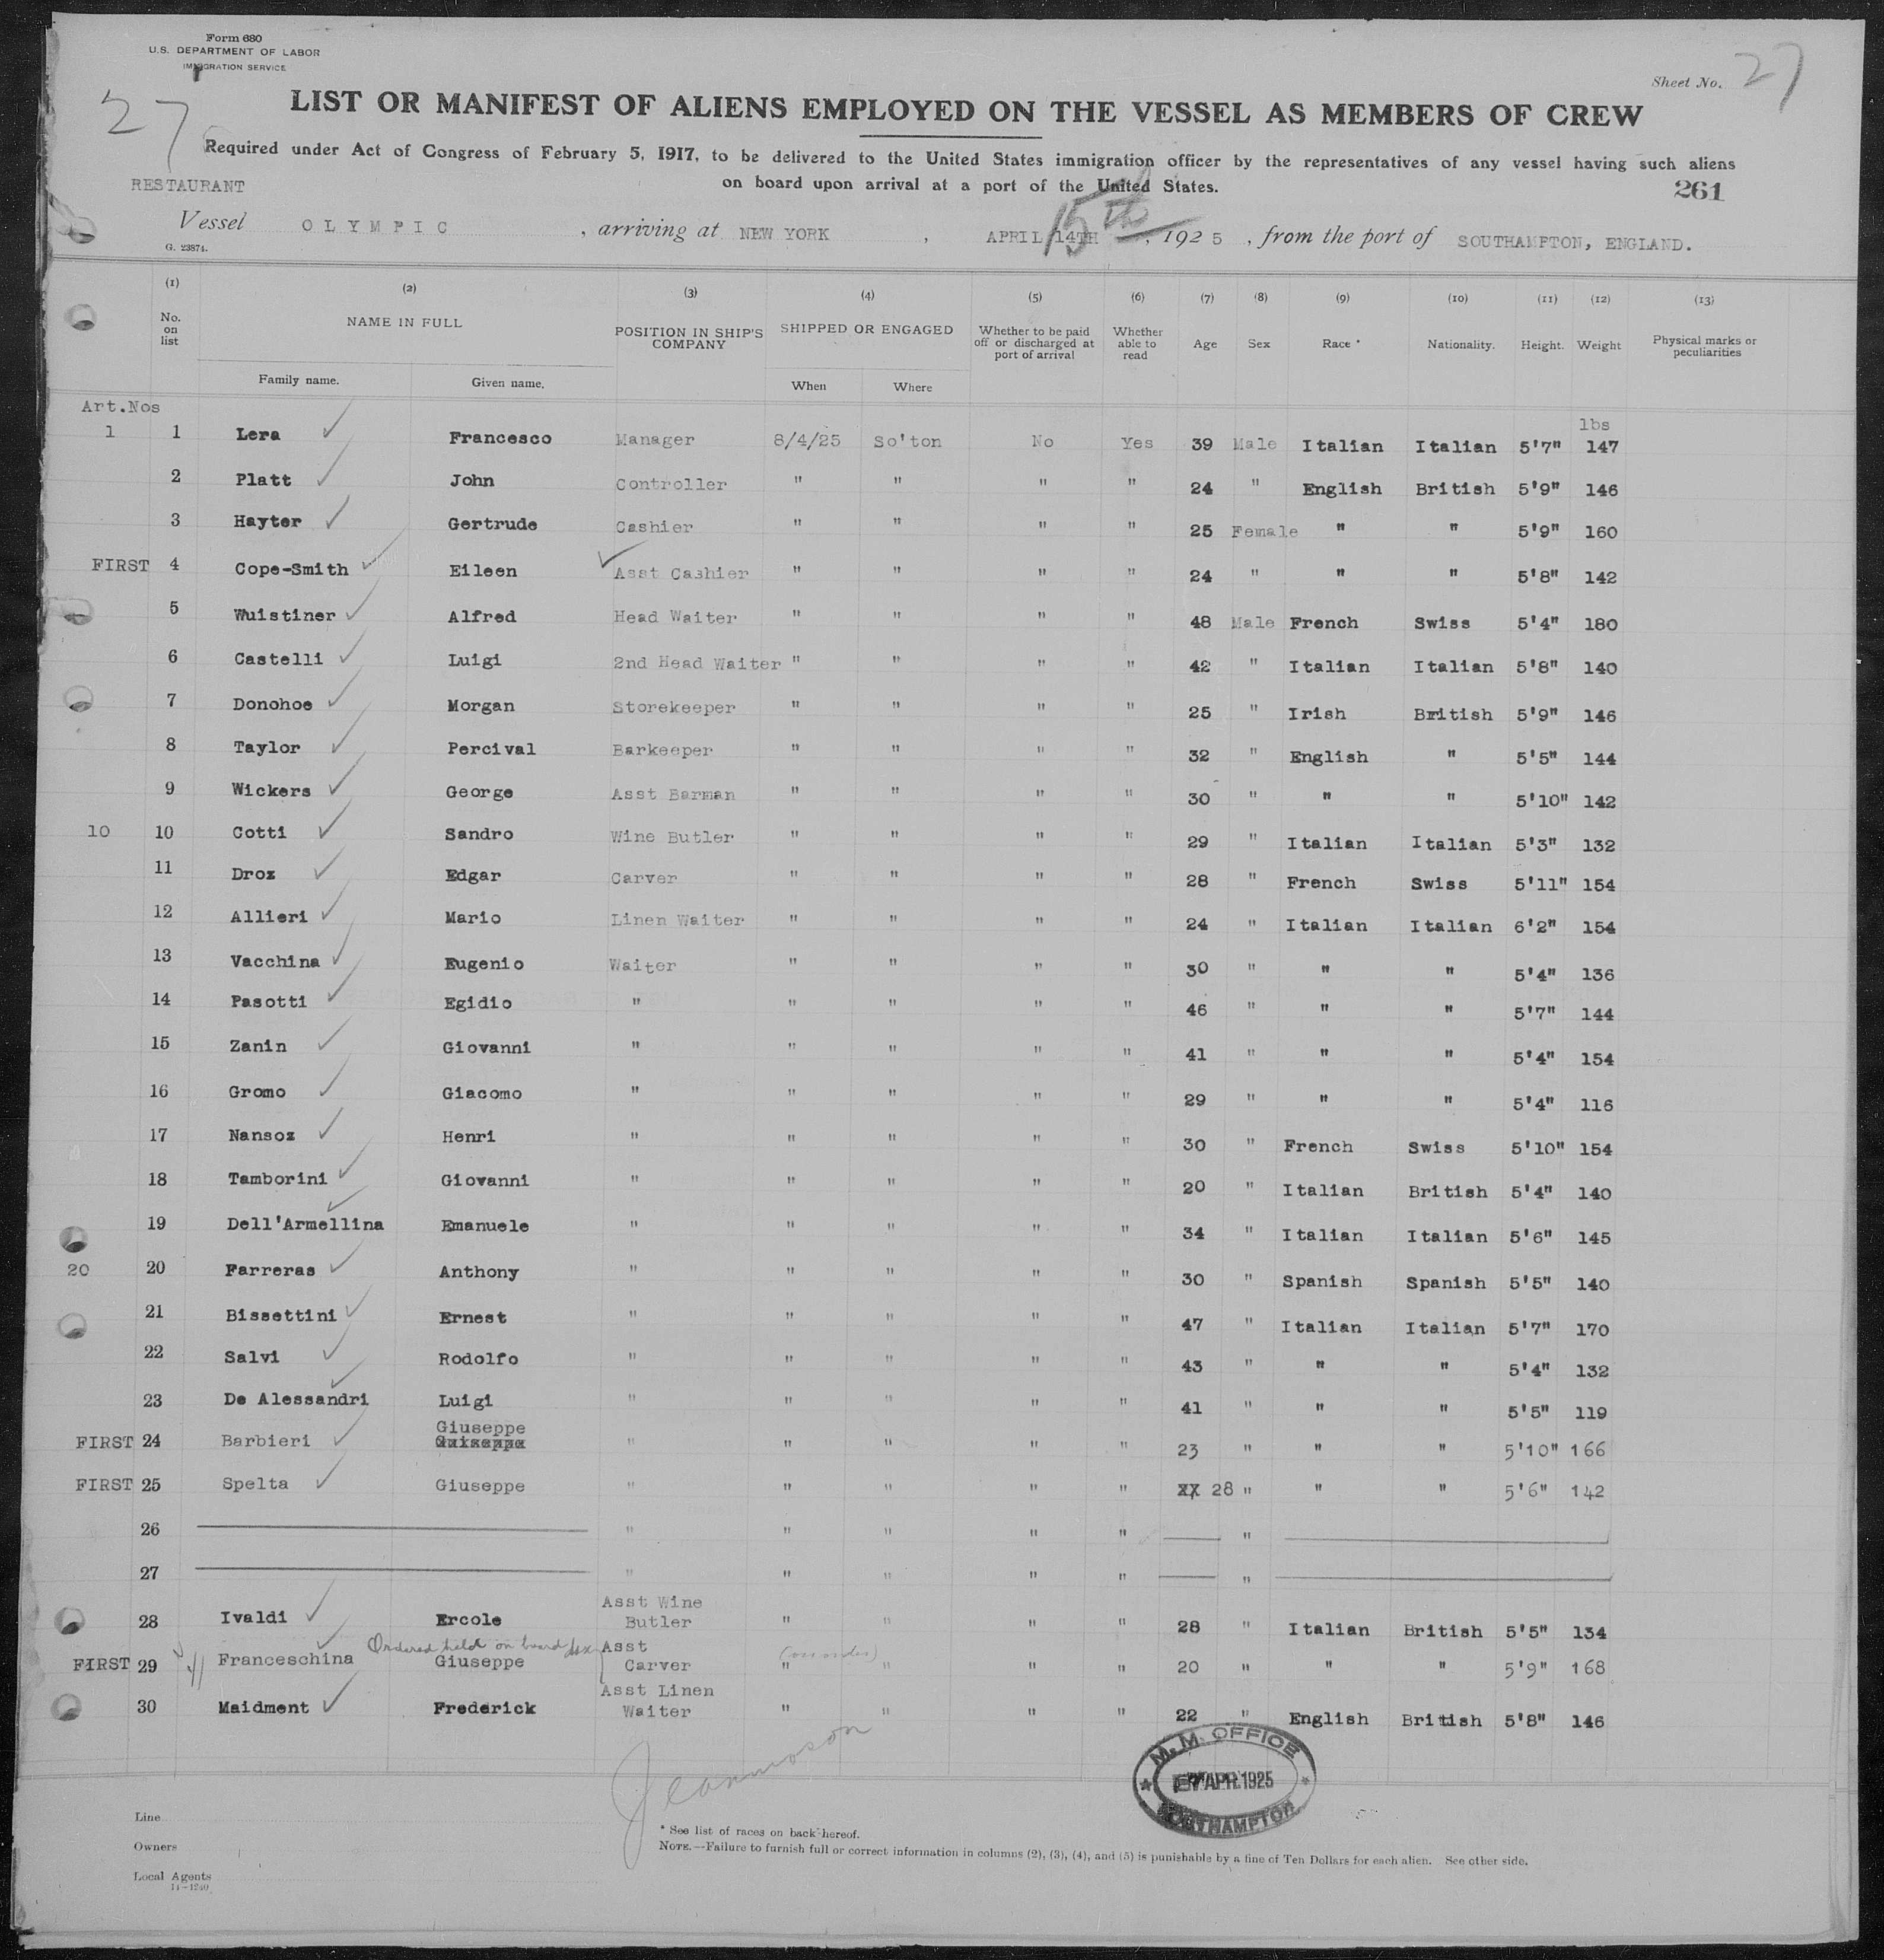 Form 680
U.S. DEPARTMENT OF LABOR
IMMIGRATION SERVICE
Sheet No. 27
27
LIST OR MANIFEST OF ALIENS EMPLOYED ON THE VESSEL AS MEMBERS OF CREW
Required under Act of Congress of February 5, 1917, to be delivered to the United States immigration officer by the representatives of any vessel having such aliens
on board upon arrival at a port of the United States.
RESTAURANT
261
Vessel OLYMPIC, arriving at NEW YORK, APRIL 14TH 15th, 1925, from the port of SOUTHAMPTON, ENGLAND.
G. 23874.
(1) (2) (3) (4) (5) (6) (7) (8) (9) (10) (11) (12) (13)
No. on list NAME IN FULL POSITION IN SHIP'S COMPANY SHIPPED OR ENGAGED Whether to be paid off or discharged at port of arrival Whether able to read Age Sex Race * Nationality. Height. Weight Physical marks or peculiarities
Family name. Given name. When Where
Art.Nos
lbs
1 1 Lera Francesco Manager 8/4/25 So'ton No Yes 39 Male Italian Italian 5'7" 147
2 Platt John Controller " " " " 24 " English British 5'9" 146
3 Hayter Gertrude Cashier " " " " 25 Female " " 5'9" 160
FIRST 4 Cope-Smith Eileen Asst Cashier " " " " 24 " " " 5'8" 142
5 Wuistiner Alfred Head Waiter " " " " 48 Male French Swiss 5'4" 180
6 Castelli Luigi 2nd Head Waiter " " " " 42 " Italian Italian 5'8" 140
7 Donohoe Morgan Storekeeper " " " " 25 " Irish British 5'9" 146
8 Taylor Percival Barkeeper " " " " 32 " English " 5'5" 144
9 Wickers George Asst Barman " " " " 30 " " " 5'10" 142
10 10 Cotti Sandro Wine Butler " " " " 29 " Italian Italian 5'3" 132
11 Droz Edgar Carver " " " " 28 " French Swiss 5'11" 154
12 Allieri Mario Linen Waiter " " " " 24 " Italian Italian 6'2" 154
13 Vacchina Eugenio Waiter " " " " 30 " " " 5'4" 136
14 Pasotti Egidio " " " " " 46 " " " 5'7" 144
15 Zanin Giovanni " " " " " 41 " " " 5'4" 154
16 Gromo Giacomo " " " " " 29 " " " 5'4" 116
17 Nansoz Henri " " " " " 30 " French Swiss 5'10" 154
18 Tamborini Giovanni " " " " " 20 " Italian British 5'4" 140
19 Dell'Armellina Emanuele " " " " " 34 " Italian Italian 5'6" 145
20 20 Farreras Anthony " " " " " 30 " Spanish Spanish 5'5" 140
21 Bissettini Ernest " " " " " 47 " Italian Italian 5'7" 170
22 Salvi Rodolfo " " " " " 43 " " " 5'4" 132
23 De Alessandri Luigi " " " " " 41 " " " 5'5" 119
FIRST 24 Barbieri Giuseppe " " " " " 23 " " " 5'10" 166
FIRST 25 Spelta Giuseppe " " " " " XX 28 " " " 5'6" 142
26 " " " " " "
27 " " " " " "
28 Ivaldi Ercole Asst Wine Butler " " " " 28 " Italian British 5'5" 134
Ordered held on board
FIRST 29 Franceschina Giuseppe Asst Carver " " " " 20 " " " 5'9" 168
30 Maidment Frederick Asst Linen Waiter " " " " 22 " English British 5'8" 146
M.M. OFFICE
APR 1925
SOUTHAMPTON
Line
Owners
Local Agents
14-1240
* See list of races on back hereof.
NOTE.—Failure to furnish full or correct information in columns (2), (3), (4), and (5) is punishable by a fine of Ten Dollars for each alien. See other side.